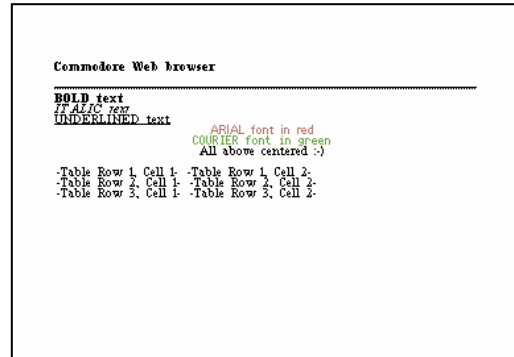 Commodore Web browser
BOLD text
ITALIC text
UNDERLINED text
ARIAL font in red
COURIER font in green
All above centered :-)
-Table Row 1, Cell 1- -Table Row 1, Cell 2-
-Table Row 2, Cell 1- -Table Row 2, Cell 2-
-Table Row 3, Cell 1- -Table Row 3, Cell 2-